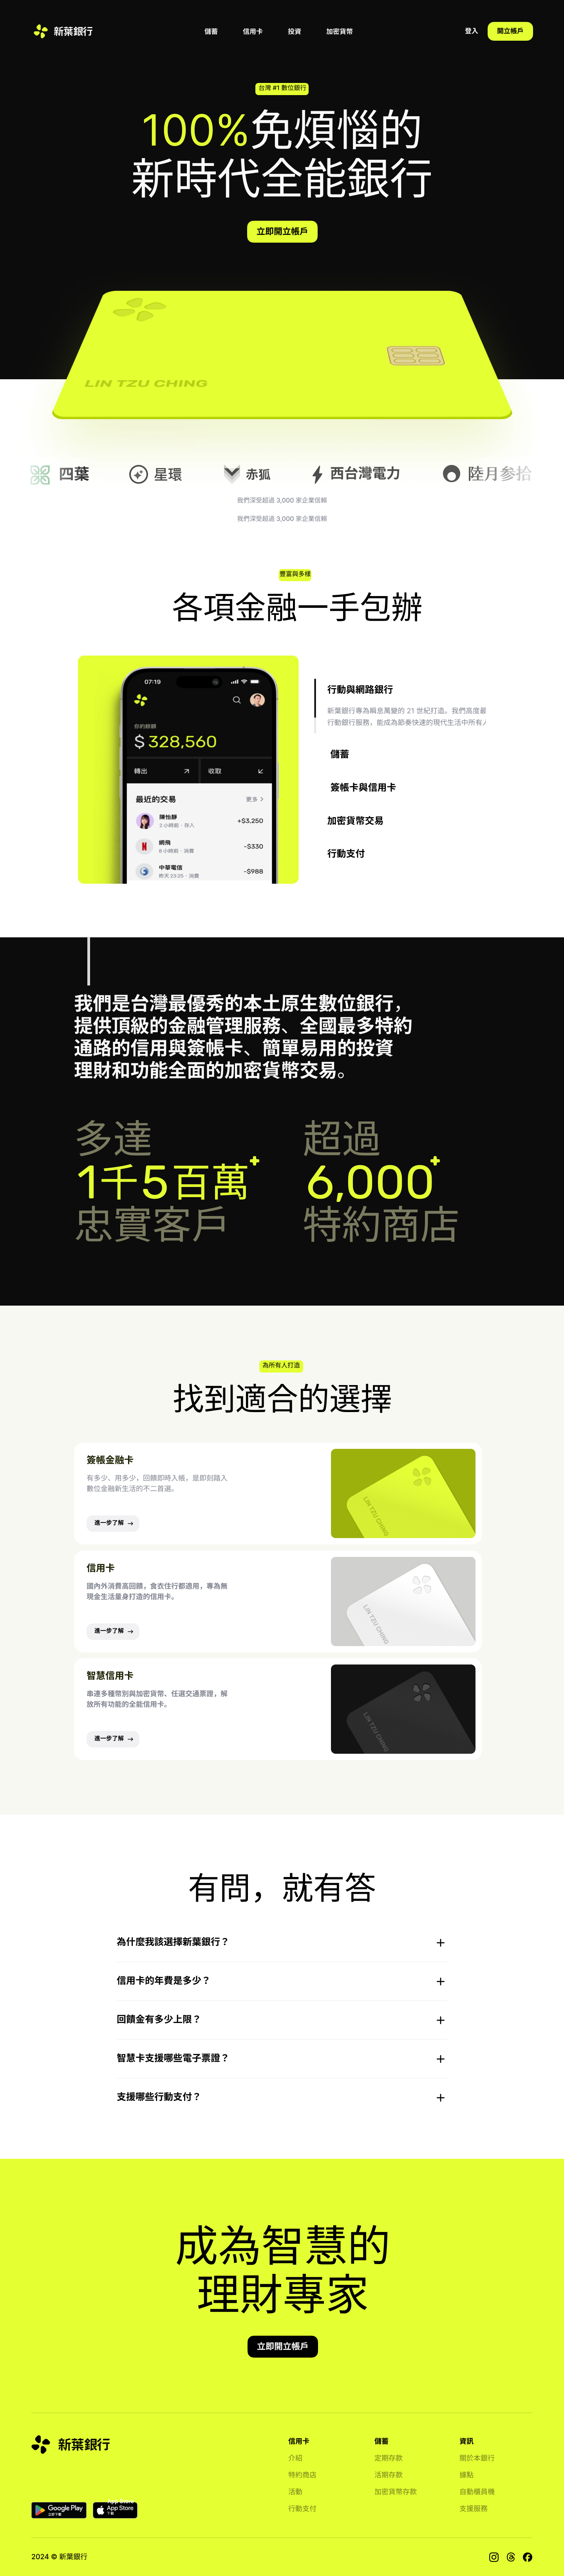 新葉銀行
儲蓄
信用卡
投資
加密貨幣
登入
開立帳戶
台灣 #1 數位銀行
100%免煩惱的
新時代全能銀行
立即開立帳戶
LIN TZU CHING
四葉
星環
赤狐
西台灣電力
陸月参拾
我們深受超過 3,000 家企業信賴
我們深受超過 3,000 家企業信賴
豐富與多樣
各項金融一手包辦
07:19
你的餘額
$ 328,560
轉出
收取
最近的交易
更多
陳怡靜
2 小時前・存入
+$3,250
網飛
6 小時前・消費
-$330
中華電信
昨天 23:25・消費
-$988
行動與網路銀行
新葉銀行專為瞬息萬變的 21 世紀打造。我們高度嚴
行動銀行服務，能成為節奏快速的現代生活中所有人
儲蓄
簽帳卡與信用卡
加密貨幣交易
行動支付
我們是台灣最優秀的本土原生數位銀行，
提供頂級的金融管理服務、全國最多特約
通路的信用與簽帳卡、簡單易用的投資
理財和功能全面的加密貨幣交易。
多達
1千5百萬+
忠實客戶
超過
6,000+
特約商店
為所有人打造
找到適合的選擇
簽帳金融卡
有多少、用多少，回饋即時入帳，是即刻踏入
數位金融新生活的不二首選。
進一步了解 →
LIN TZU CHING
信用卡
國內外消費高回饋，食衣住行都適用，專為無
現金生活量身打造的信用卡。
進一步了解 →
LIN TZU CHING
智慧信用卡
串連多種幣別與加密貨幣、任選交通票證，解
放所有功能的全能信用卡。
進一步了解 →
LIN TZU CHING
有問，就有答
為什麼我該選擇新葉銀行？
信用卡的年費是多少？
回饋金有多少上限？
智慧卡支援哪些電子票證？
支援哪些行動支付？
成為智慧的
理財專家
立即開立帳戶
新葉銀行
Google Play
立即下載
App Store
App Store
下載
信用卡
介紹
特約商店
活動
行動支付
儲蓄
定期存款
活期存款
加密貨幣存款
資訊
關於本銀行
據點
自動櫃員機
支援服務
2024 © 新葉銀行